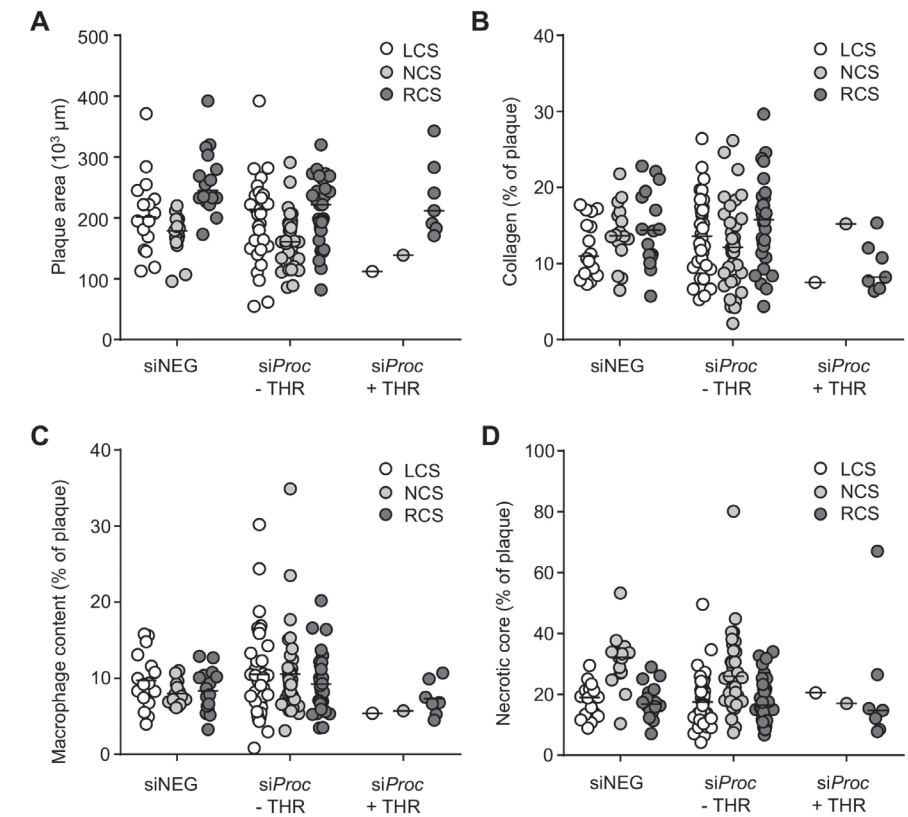 A
Plaque area (10³ µm)
500
400
300
200
100
0
LCS
NCS
RCS
siNEG
siProc
- THR
siProc
+ THR
B
Collagen (% of plaque)
40
30
20
10
0
LCS
NCS
RCS
siNEG
siProc
- THR
siProc
+ THR
C
Macrophage content (% of plaque)
40
30
20
10
0
LCS
NCS
RCS
siNEG
siProc
- THR
siProc
+ THR
D
Necrotic core (% of plaque)
100
80
60
40
20
0
LCS
NCS
RCS
siNEG
siProc
- THR
siProc
+ THR